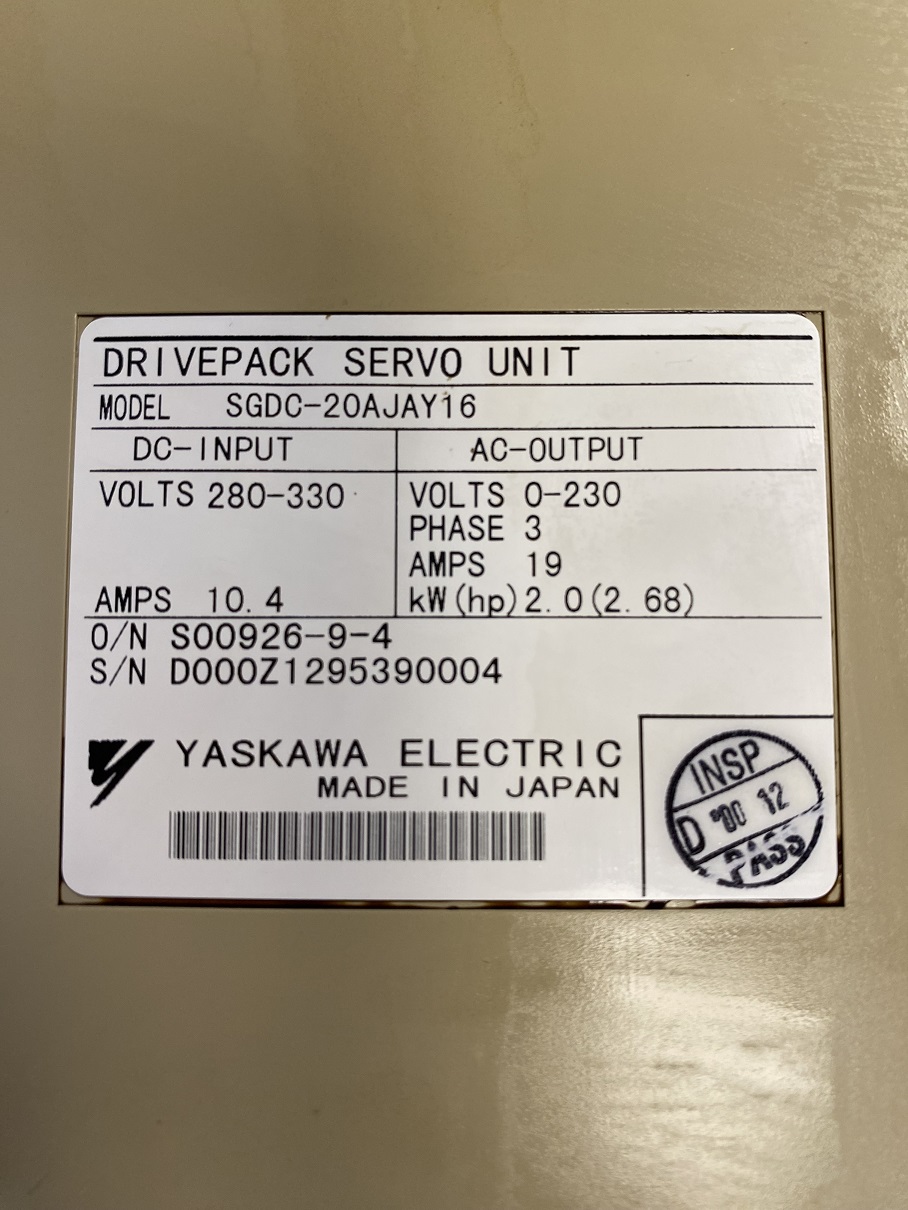 DRIVEPACK SERVO UNIT
MODEL SGDC-20AJAY16
DC-INPUT AC-OUTPUT
VOLTS 280-330 VOLTS 0-230
PHASE 3
AMPS 19
AMPS 10.4 kW(hp)2.0(2.68)
O/N S00926-9-4
S/N D000Z1295390004
YASKAWA ELECTRIC
MADE IN JAPAN
INSP
D '00 12
PASS